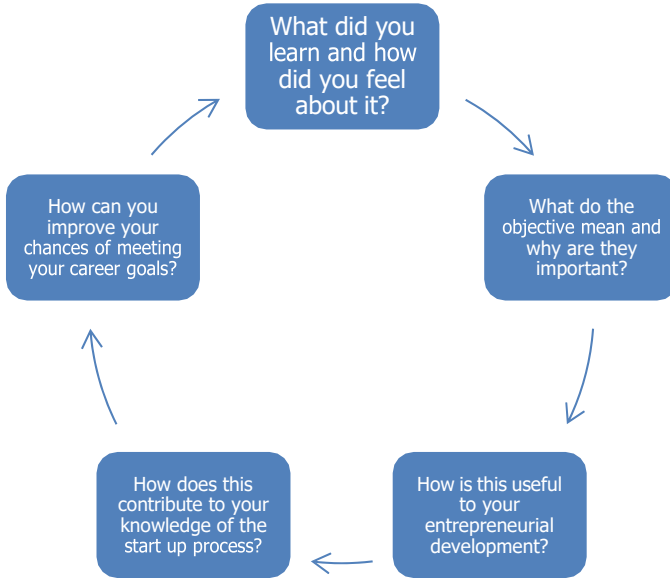 What did you
learn and how
did you feel
about it?
What do the
objective mean and
why are they
important?
How is this useful
to your
entrepreneurial
development?
How does this
contribute to your
knowledge of the
start up process?
How can you
improve your
chances of meeting
your career goals?